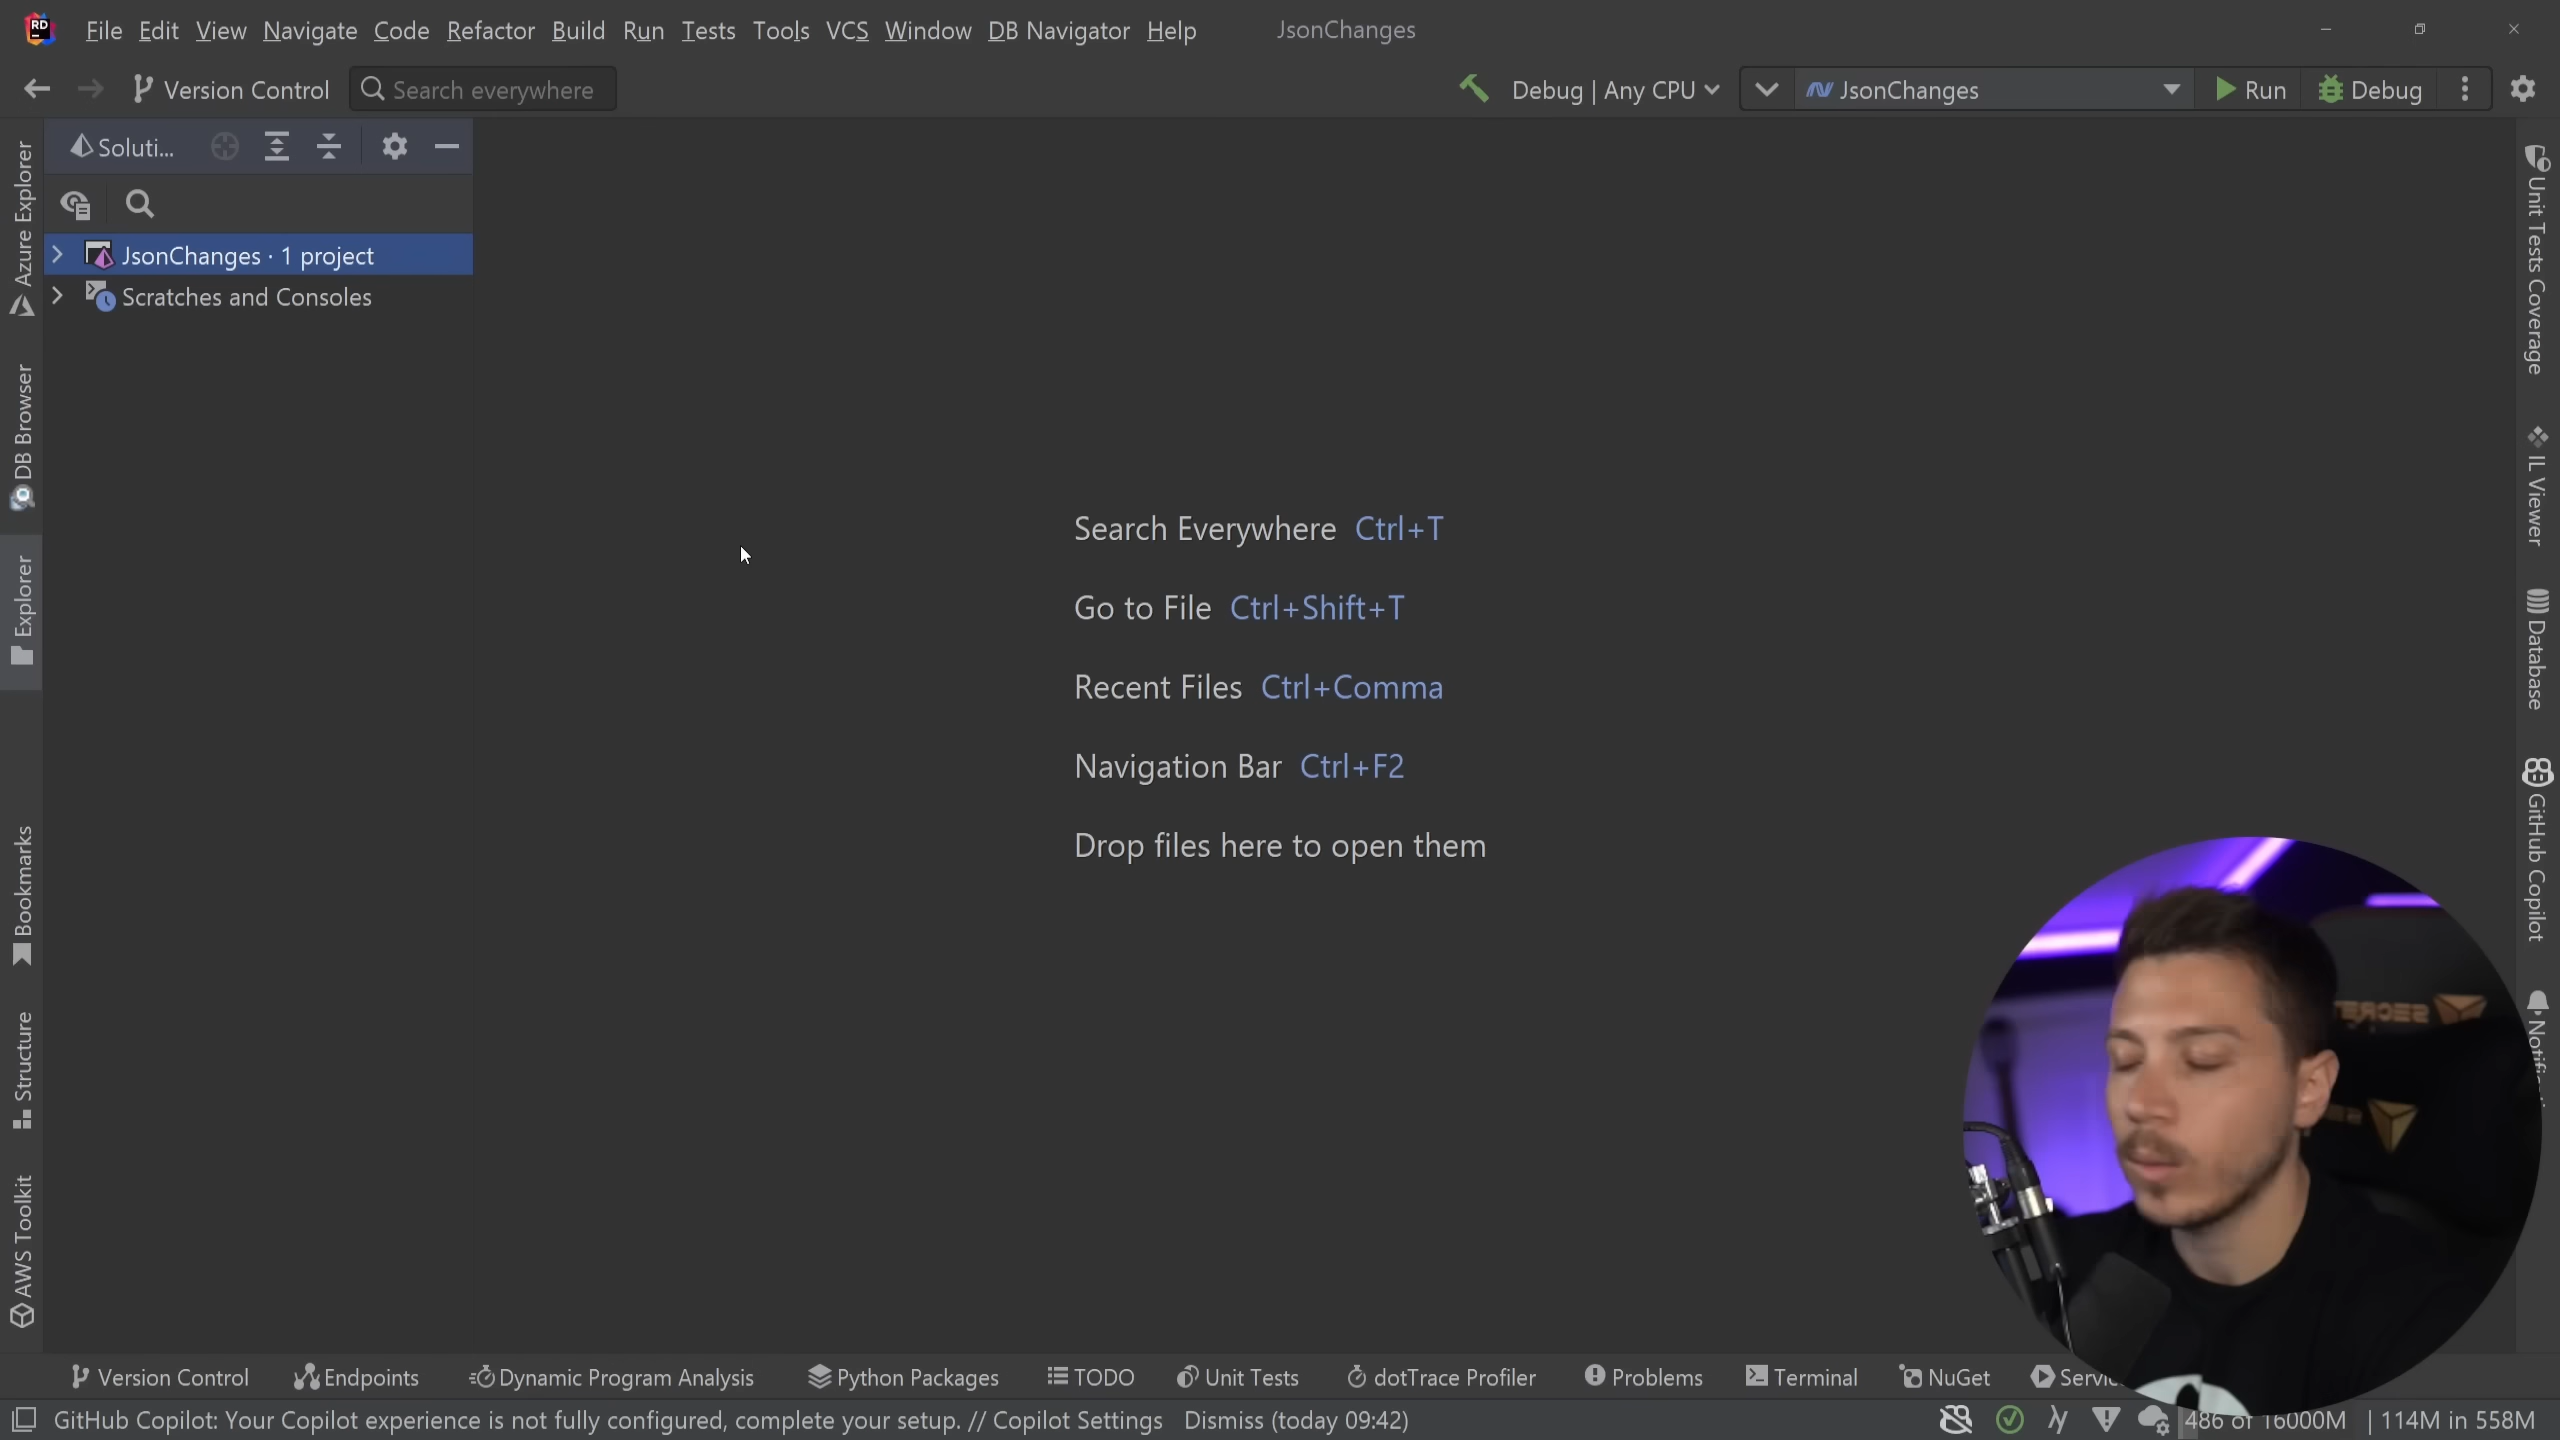 RD
File Edit View Navigate Code Refactor Build Run Tests Tools VCS Window DB Navigator Help
JsonChanges
Version Control
Search everywhere
Debug | Any CPU
JsonChanges
Run
Debug
Soluti...
JsonChanges · 1 project
Scratches and Consoles
Azure Explorer
DB Browser
Explorer
Bookmarks
Structure
AWS Toolkit
Search Everywhere Ctrl+T
Go to File Ctrl+Shift+T
Recent Files Ctrl+Comma
Navigation Bar Ctrl+F2
Drop files here to open them
Unit Tests Coverage
IL Viewer
Database
GitHub Copilot
SECRET
Version Control
Endpoints
Dynamic Program Analysis
Python Packages
TODO
Unit Tests
dotTrace Profiler
Problems
Terminal
NuGet
GitHub Copilot: Your Copilot experience is not fully configured, complete your setup. // Copilot Settings Dismiss (today 09:42)
486 of 16000M
114M in 558M